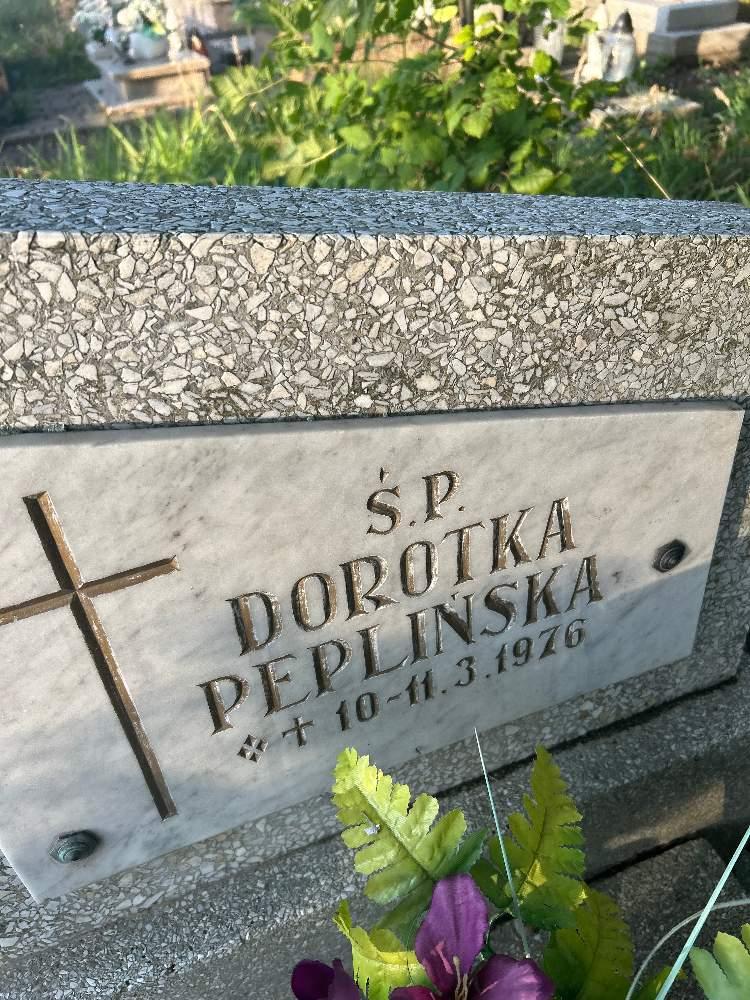 Ś.P.
DOROTKA
PEPLIŃSKA
* + 10-11.3.1976